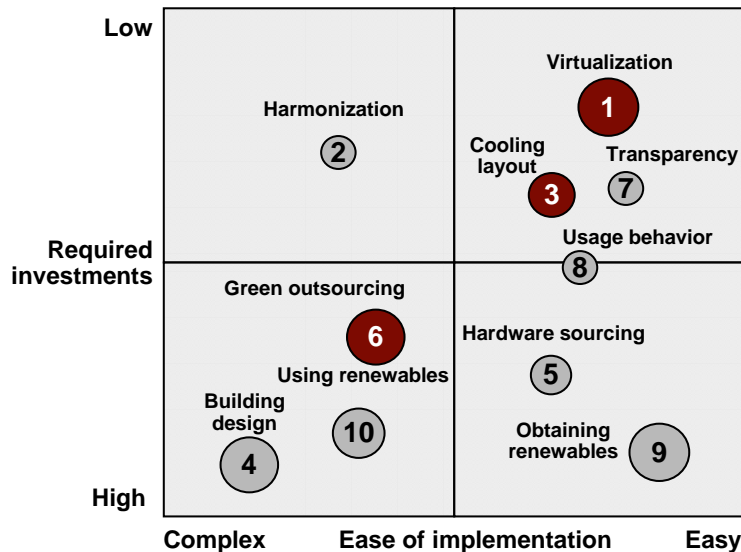 Low
Virtualization
1
Harmonization
2
Cooling
layout
3
Transparency
7
Required
investments
Usage behavior
8
Green outsourcing
6
Hardware sourcing
5
Using renewables
10
Building
design
4
Obtaining
renewables
9
High
Complex
Ease of implementation
Easy